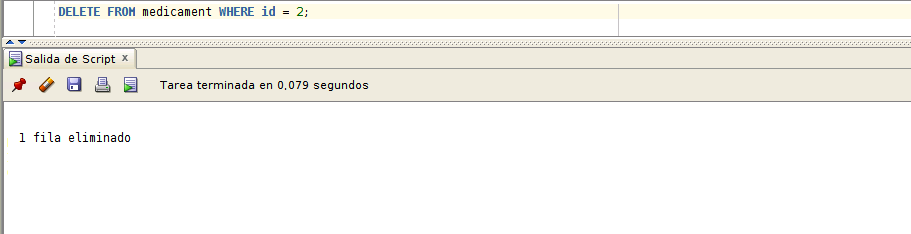 DELETE FROM medicament WHERE id = 2;
Salida de Script x
Tarea terminada en 0,079 segundos
1 fila eliminado